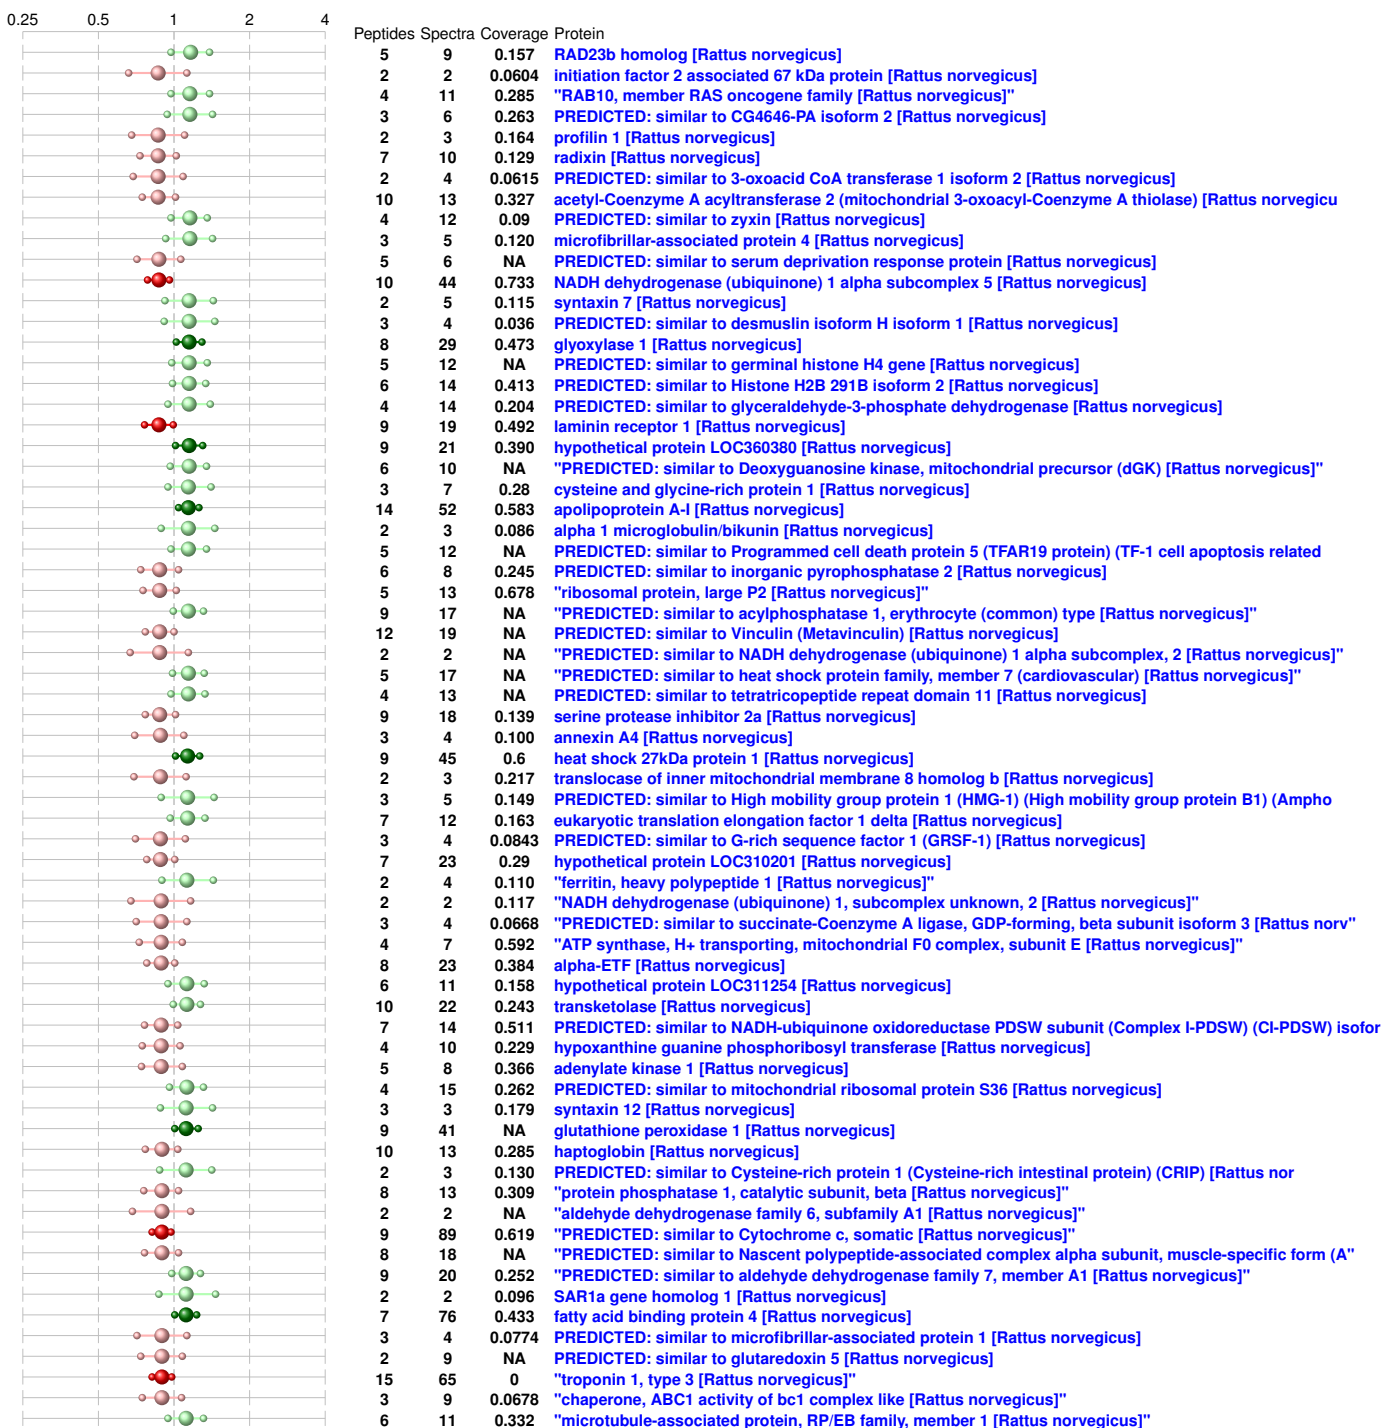 0.25 0.5 1 2 4
Peptides Spectra Coverage Protein
5 9 0.157 RAD23b homolog [Rattus norvegicus]
2 2 0.0604 initiation factor 2 associated 67 kDa protein [Rattus norvegicus]
4 11 0.285 "RAB10, member RAS oncogene family [Rattus norvegicus]"
3 6 0.263 PREDICTED: similar to CG4646-PA isoform 2 [Rattus norvegicus]
2 3 0.164 profilin 1 [Rattus norvegicus]
7 10 0.129 radixin [Rattus norvegicus]
2 4 0.0615 PREDICTED: similar to 3-oxoacid CoA transferase 1 isoform 2 [Rattus norvegicus]
10 13 0.327 acetyl-Coenzyme A acyltransferase 2 (mitochondrial 3-oxoacyl-Coenzyme A thiolase) [Rattus norvegicu
4 12 0.09 PREDICTED: similar to zyxin [Rattus norvegicus]
3 5 0.120 microfibrillar-associated protein 4 [Rattus norvegicus]
5 6 NA PREDICTED: similar to serum deprivation response protein [Rattus norvegicus]
10 44 0.733 NADH dehydrogenase (ubiquinone) 1 alpha subcomplex 5 [Rattus norvegicus]
2 5 0.115 syntaxin 7 [Rattus norvegicus]
3 4 0.036 PREDICTED: similar to desmuslin isoform H isoform 1 [Rattus norvegicus]
8 29 0.473 glyoxylase 1 [Rattus norvegicus]
5 12 NA PREDICTED: similar to germinal histone H4 gene [Rattus norvegicus]
6 14 0.413 PREDICTED: similar to Histone H2B 291B isoform 2 [Rattus norvegicus]
4 14 0.204 PREDICTED: similar to glyceraldehyde-3-phosphate dehydrogenase [Rattus norvegicus]
9 19 0.492 laminin receptor 1 [Rattus norvegicus]
9 21 0.390 hypothetical protein LOC360380 [Rattus norvegicus]
6 10 NA "PREDICTED: similar to Deoxyguanosine kinase, mitochondrial precursor (dGK) [Rattus norvegicus]"
3 7 0.28 cysteine and glycine-rich protein 1 [Rattus norvegicus]
14 52 0.583 apolipoprotein A-I [Rattus norvegicus]
2 3 0.086 alpha 1 microglobulin/bikunin [Rattus norvegicus]
5 12 NA PREDICTED: similar to Programmed cell death protein 5 (TFAR19 protein) (TF-1 cell apoptosis related
6 8 0.245 PREDICTED: similar to inorganic pyrophosphatase 2 [Rattus norvegicus]
5 13 0.678 "ribosomal protein, large P2 [Rattus norvegicus]"
9 17 NA "PREDICTED: similar to acylphosphatase 1, erythrocyte (common) type [Rattus norvegicus]"
12 19 NA PREDICTED: similar to Vinculin (Metavinculin) [Rattus norvegicus]
2 2 NA "PREDICTED: similar to NADH dehydrogenase (ubiquinone) 1 alpha subcomplex, 2 [Rattus norvegicus]"
5 17 NA "PREDICTED: similar to heat shock protein family, member 7 (cardiovascular) [Rattus norvegicus]"
4 13 NA PREDICTED: similar to tetratricopeptide repeat domain 11 [Rattus norvegicus]
9 18 0.139 serine protease inhibitor 2a [Rattus norvegicus]
3 4 0.100 annexin A4 [Rattus norvegicus]
9 45 0.6 heat shock 27kDa protein 1 [Rattus norvegicus]
2 3 0.217 translocase of inner mitochondrial membrane 8 homolog b [Rattus norvegicus]
3 5 0.149 PREDICTED: similar to High mobility group protein 1 (HMG-1) (High mobility group protein B1) (Ampho
7 12 0.163 eukaryotic translation elongation factor 1 delta [Rattus norvegicus]
3 4 0.0843 PREDICTED: similar to G-rich sequence factor 1 (GRSF-1) [Rattus norvegicus]
7 23 0.29 hypothetical protein LOC310201 [Rattus norvegicus]
2 4 0.110 "ferritin, heavy polypeptide 1 [Rattus norvegicus]"
2 2 0.117 "NADH dehydrogenase (ubiquinone) 1, subcomplex unknown, 2 [Rattus norvegicus]"
3 4 0.0668 "PREDICTED: similar to succinate-Coenzyme A ligase, GDP-forming, beta subunit isoform 3 [Rattus norv"
4 7 0.592 "ATP synthase, H+ transporting, mitochondrial F0 complex, subunit E [Rattus norvegicus]"
8 23 0.384 alpha-ETF [Rattus norvegicus]
6 11 0.158 hypothetical protein LOC311254 [Rattus norvegicus]
10 22 0.243 transketolase [Rattus norvegicus]
7 14 0.511 PREDICTED: similar to NADH-ubiquinone oxidoreductase PDSW subunit (Complex I-PDSW) (CI-PDSW) isofor
4 10 0.229 hypoxanthine guanine phosphoribosyl transferase [Rattus norvegicus]
5 8 0.366 adenylate kinase 1 [Rattus norvegicus]
4 15 0.262 PREDICTED: similar to mitochondrial ribosomal protein S36 [Rattus norvegicus]
3 3 0.179 syntaxin 12 [Rattus norvegicus]
9 41 NA glutathione peroxidase 1 [Rattus norvegicus]
10 13 0.285 haptoglobin [Rattus norvegicus]
2 3 0.130 PREDICTED: similar to Cysteine-rich protein 1 (Cysteine-rich intestinal protein) (CRIP) [Rattus nor
8 13 0.309 "protein phosphatase 1, catalytic subunit, beta [Rattus norvegicus]"
2 2 NA "aldehyde dehydrogenase family 6, subfamily A1 [Rattus norvegicus]"
9 89 0.619 "PREDICTED: similar to Cytochrome c, somatic [Rattus norvegicus]"
8 18 NA "PREDICTED: similar to Nascent polypeptide-associated complex alpha subunit, muscle-specific form (A"
9 20 0.252 "PREDICTED: similar to aldehyde dehydrogenase family 7, member A1 [Rattus norvegicus]"
2 2 0.096 SAR1a gene homolog 1 [Rattus norvegicus]
7 76 0.433 fatty acid binding protein 4 [Rattus norvegicus]
3 4 0.0774 PREDICTED: similar to microfibrillar-associated protein 1 [Rattus norvegicus]
2 9 NA PREDICTED: similar to glutaredoxin 5 [Rattus norvegicus]
15 65 0 "troponin 1, type 3 [Rattus norvegicus]"
3 9 0.0678 "chaperone, ABC1 activity of bc1 complex like [Rattus norvegicus]"
6 11 0.332 "microtubule-associated protein, RP/EB family, member 1 [Rattus norvegicus]"